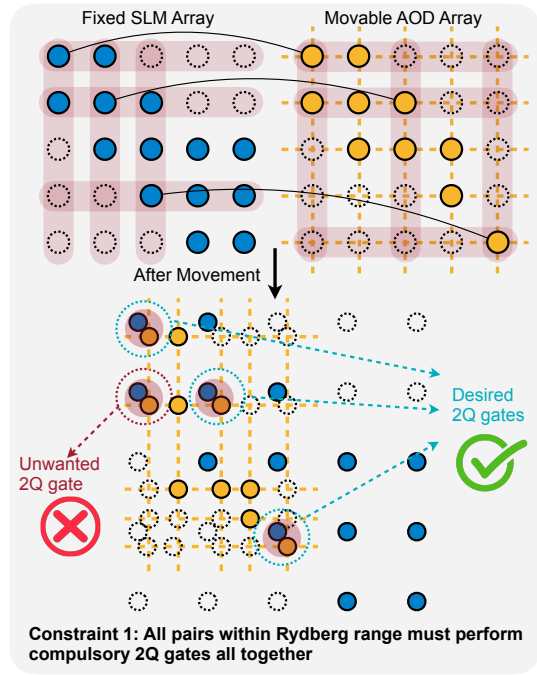 Fixed SLM Array
Movable AOD Array
After Movement
Desired
2Q gates
Unwanted
2Q gate
Constraint 1: All pairs within Rydberg range must perform
compulsory 2Q gates all together